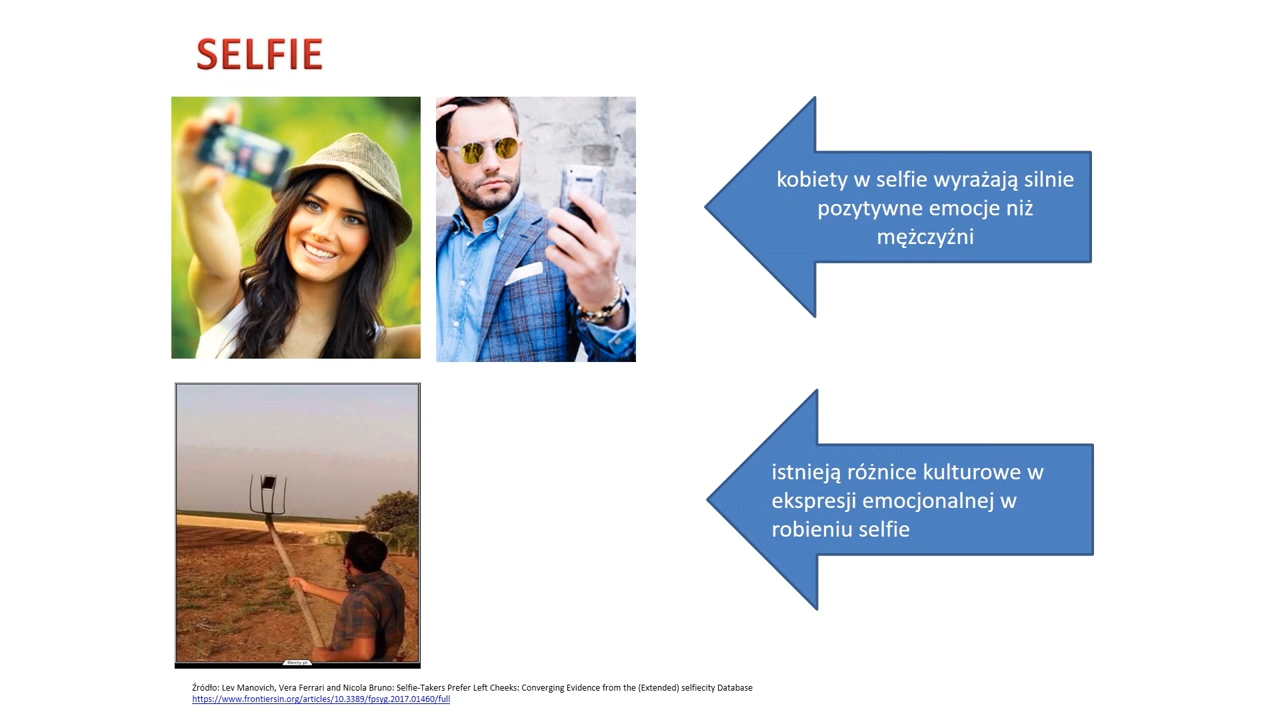 SELFIE
kobiety w selfie wyrażają silnie
pozytywne emocje niż
mężczyźni
istnieją różnice kulturowe w
ekspresji emocjonalnej w
robieniu selfie
Źródło: Lev Manovich, Vera Ferrari and Nicola Bruno: Selfie-Takers Prefer Left Cheeks: Converging Evidence from the (Extended) selfiecity Database
https://www.frontiersin.org/articles/10.3389/fpsyg.2017.01460/full